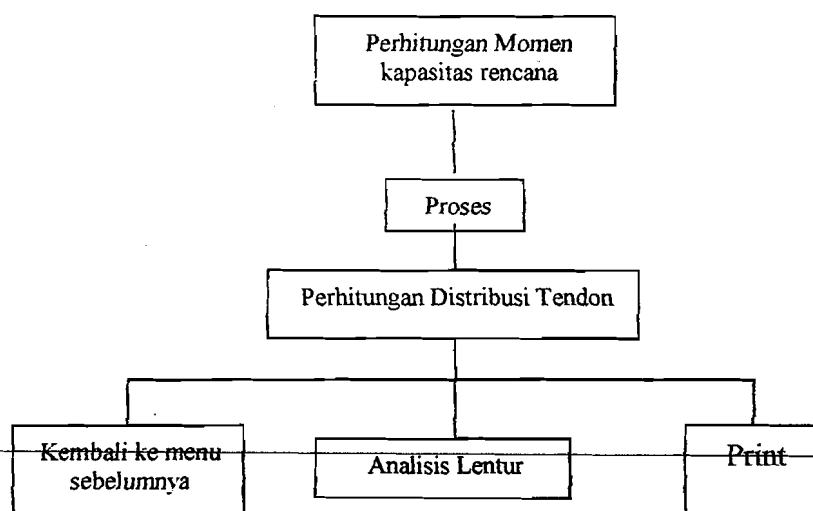 Perhitungan Momen
kapasitas rencana
Proses
Perhitungan Distribusi Tendon
Kembali ke menu
sebelumnya
Analisis Lentur
Print